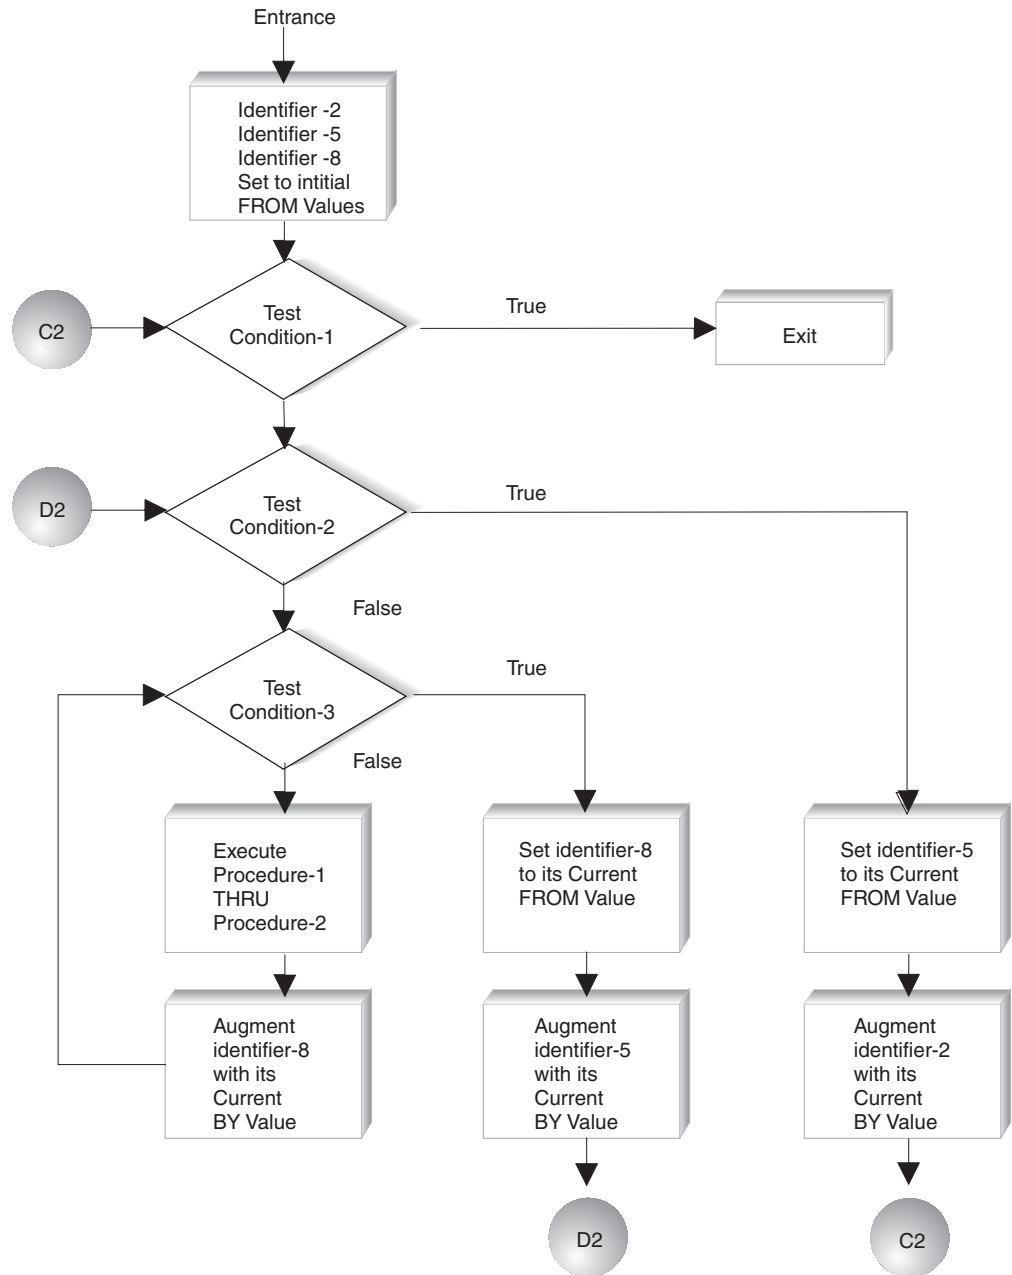 Entrance
Identifier -2
Identifier -5
Identifier -8
Set to intitial
FROM Values
C2
Test
Condition-1
True
Exit
D2
Test
Condition-2
True
False
Test
Condition-3
True
False
Execute
Procedure-1
THRU
Procedure-2
Set identifier-8
to its Current
FROM Value
Set identifier-5
to its Current
FROM Value
Augment
identifier-8
with its
Current
BY Value
Augment
identifier-5
with its
Current
BY Value
Augment
identifier-2
with its
Current
BY Value
D2
C2